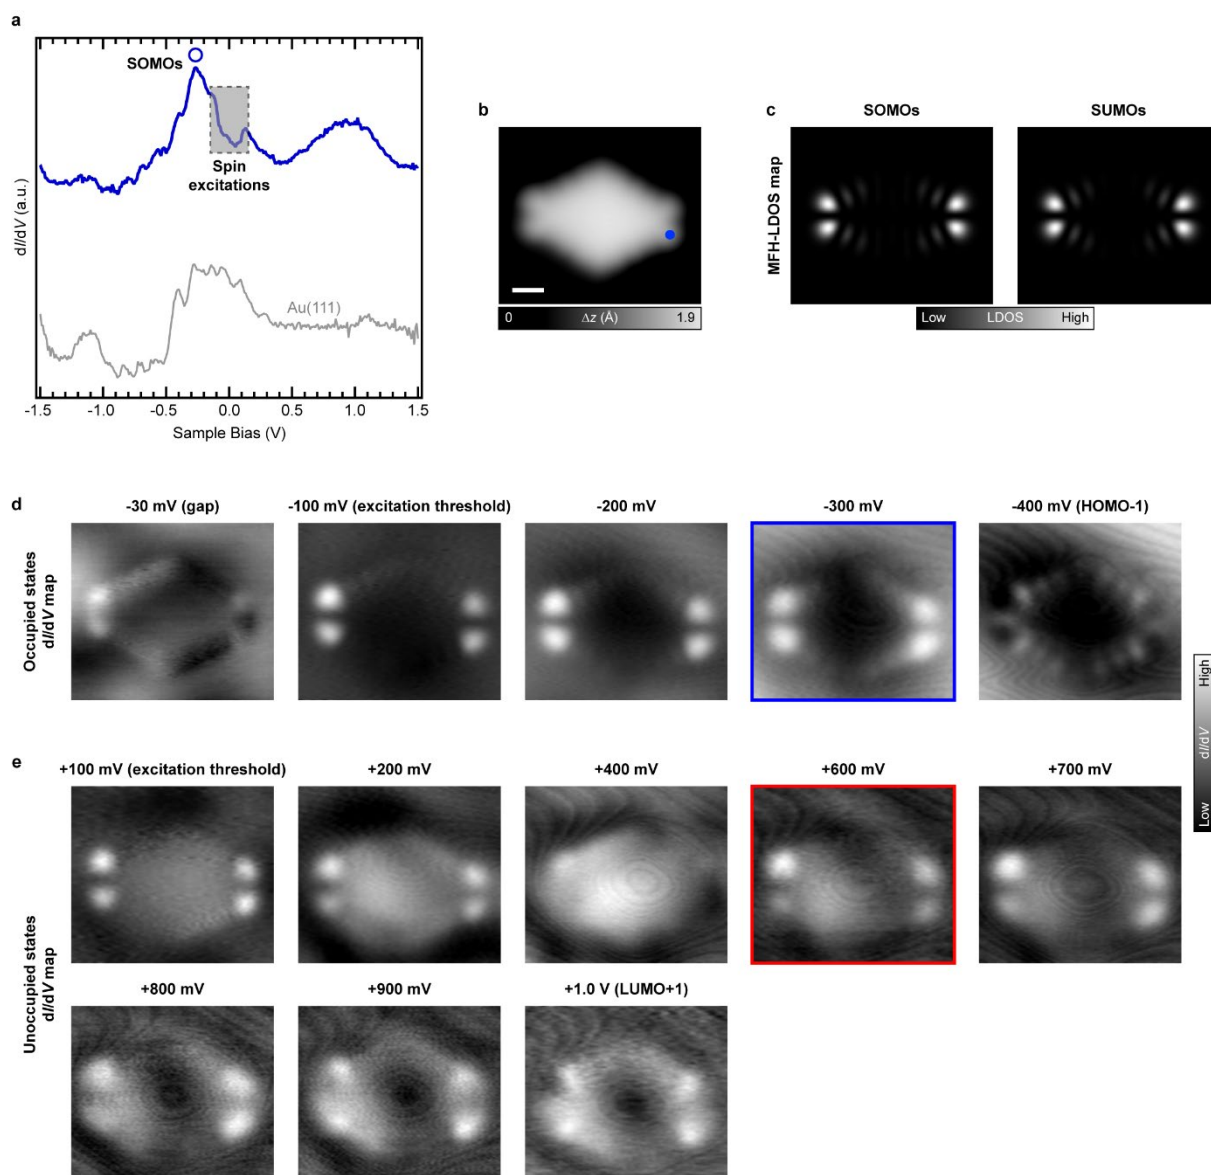 a
SOMOs
Spin
excitations
Au(111)
dI/dV (a.u.)
-1.5 -1.0 -0.5 0.0 0.5 1.0 1.5
Sample Bias (V)
b
0 Δz (Å) 1.9
c
SOMOs SUMOs
MFH-LDOS map
Low LDOS High
d
-30 mV (gap) -100 mV (excitation threshold) -200 mV -300 mV -400 mV (HOMO-1)
Occupied states
dI/dV map
e
+100 mV (excitation threshold) +200 mV +400 mV +600 mV +700 mV
+800 mV +900 mV +1.0 V (LUMO+1)
Unoccupied states
dI/dV map
Low dI/dV High